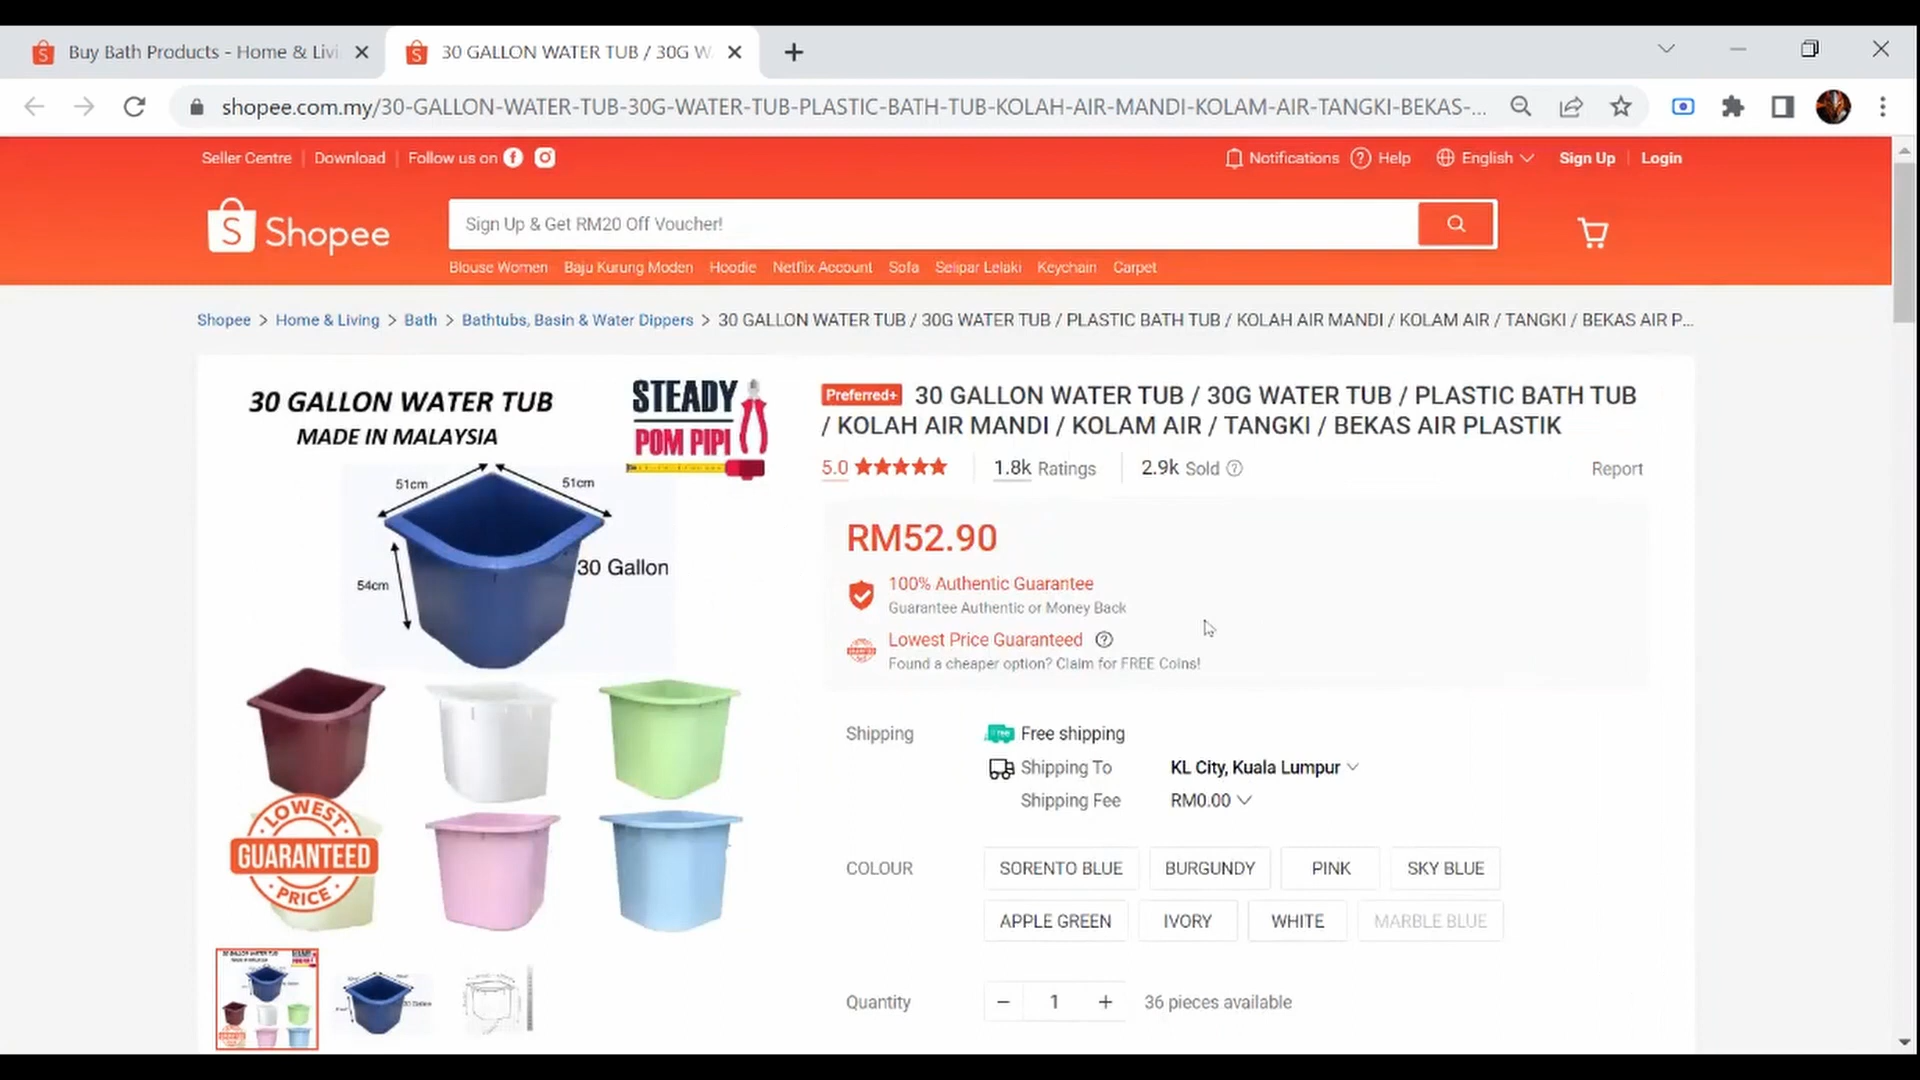 Buy Bath Products - Home & Livi
30 GALLON WATER TUB / 30G W
shopee.com.my/30-GALLON-WATER-TUB-30G-WATER-TUB-PLASTIC-BATH-TUB-KOLAH-AIR-MANDI-KOLAM-AIR-TANGKI-BEKAS-...
Seller Centre
Download
Follow us on
Notifications
Help
English
Sign Up
Login
Shopee
Sign Up & Get RM20 Off Voucher!
Blouse Women Baju Kurung Moden Hoodie Netflix Account Sofa Selipar Lelaki Keychain Carpet
Shopee > Home & Living > Bath > Bathtubs, Basin & Water Dippers > 30 GALLON WATER TUB / 30G WATER TUB / PLASTIC BATH TUB / KOLAH AIR MANDI / KOLAM AIR / TANGKI / BEKAS AIR P...
30 GALLON WATER TUB
MADE IN MALAYSIA
STEADY
POM PIPI
51cm
51cm
54cm
30 Gallon
LOWEST
GUARANTEED
PRICE
Preferred+ 30 GALLON WATER TUB / 30G WATER TUB / PLASTIC BATH TUB
/ KOLAH AIR MANDI / KOLAM AIR / TANGKI / BEKAS AIR PLASTIK
5.0
1.8k Ratings
2.9k Sold
Report
RM52.90
100% Authentic Guarantee
Guarantee Authentic or Money Back
Lowest Price Guaranteed
Found a cheaper option? Claim for FREE Coins!
Shipping
Free shipping
Shipping To KL City, Kuala Lumpur
Shipping Fee RM0.00
COLOUR
SORENTO BLUE BURGUNDY PINK SKY BLUE
APPLE GREEN IVORY WHITE MARBLE BLUE
Quantity
1
36 pieces available